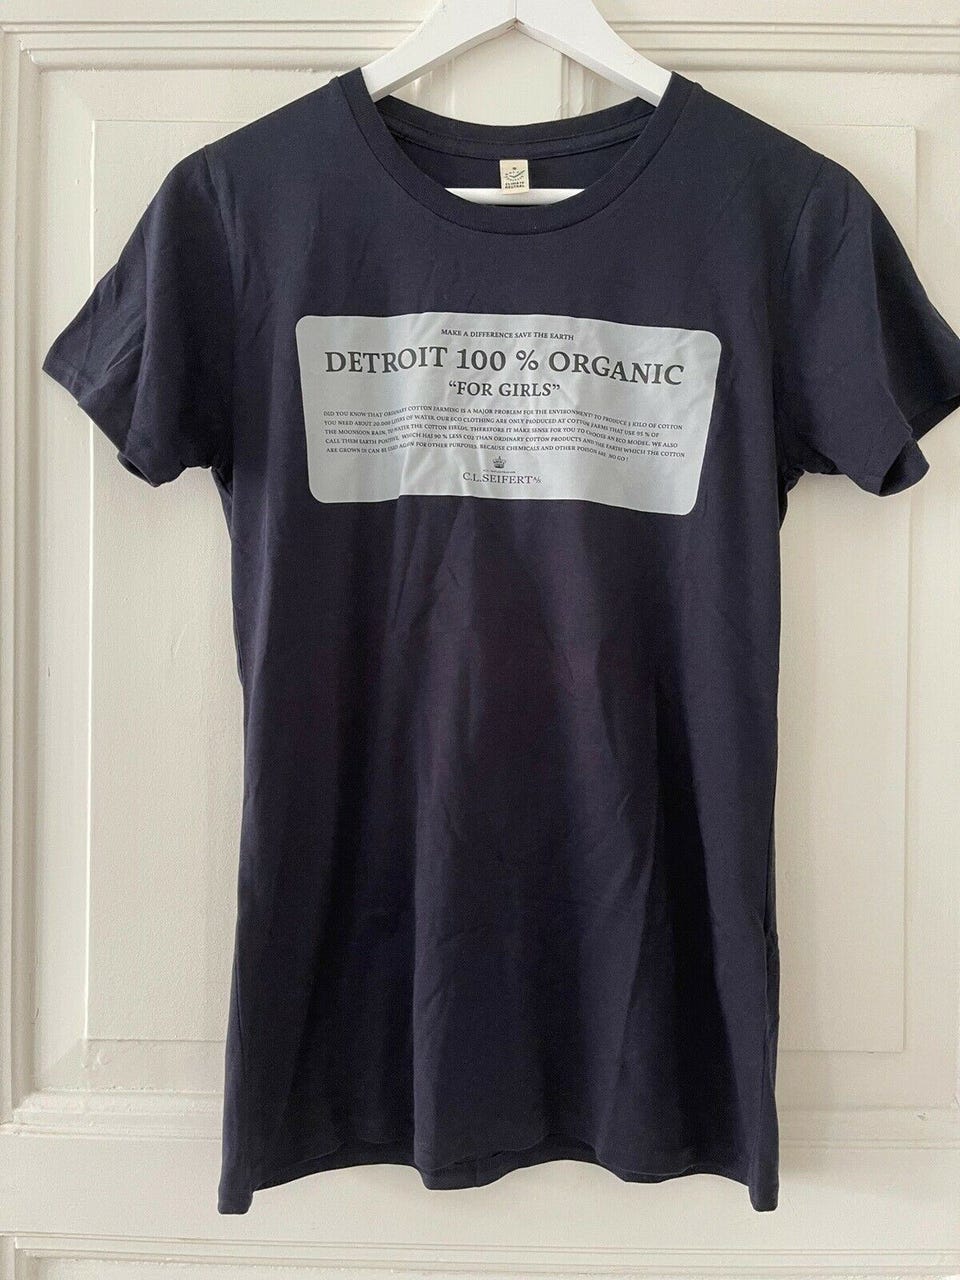 CLIMATE
NEUTRAL
MAKE A DIFFERENCE SAVE THE EARTH
DETROIT 100 % ORGANIC
“FOR GIRLS”
DID YOU KNOW THAT ORDINARY COTTON FARMING IS A MAJOR PROBLEM FOR THE ENVIRONMENT? TO PRODUCE 1 KILO OF COTTON
YOU NEED ABOUT 20.000 LITERS OF WATER. OUR ECO CLOTHING ARE ONLY PRODUCED AT COTTON FARMS THAT USE 95 % OF
THE MOONSOON RAIN, TO WATER THE COTTON FIELDS. THEREFORE IT MAKE SENSE FOR YOU TO CHOOSE AN ECO MODEL. WE ALSO
CALL THEM EARTH POSITIVE, WHICH HAS 90 % LESS CO2 THAN ORDINARY COTTON PRODUCTS AND THE EARTH WHICH THE COTTON
ARE GROWN IN CAN BE USED AGAIN FOR OTHER PURPOSES, BECAUSE CHEMICALS AND OTHER POISON ARE .NO GO !
C.L.SEIFERT A/S